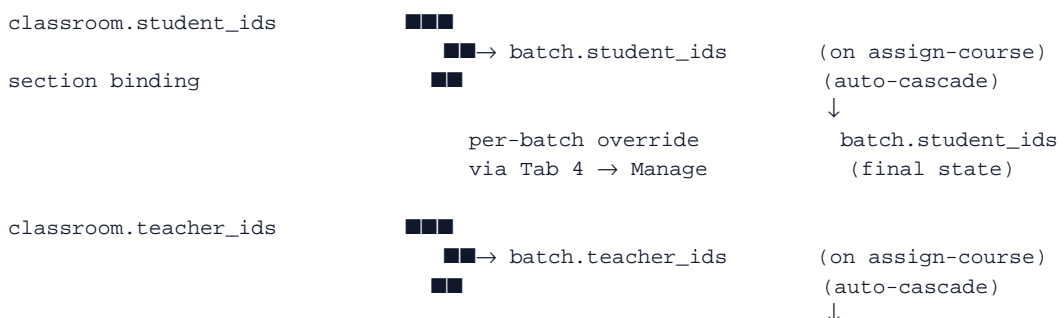 classroom.student_ids ■■■
■■→ batch.student_ids (on assign-course)
section binding ■■ (auto-cascade)
↓
per-batch override batch.student_ids
via Tab 4 → Manage (final state)
classroom.teacher_ids ■■■
■■→ batch.teacher_ids (on assign-course)
■■ (auto-cascade)
↓